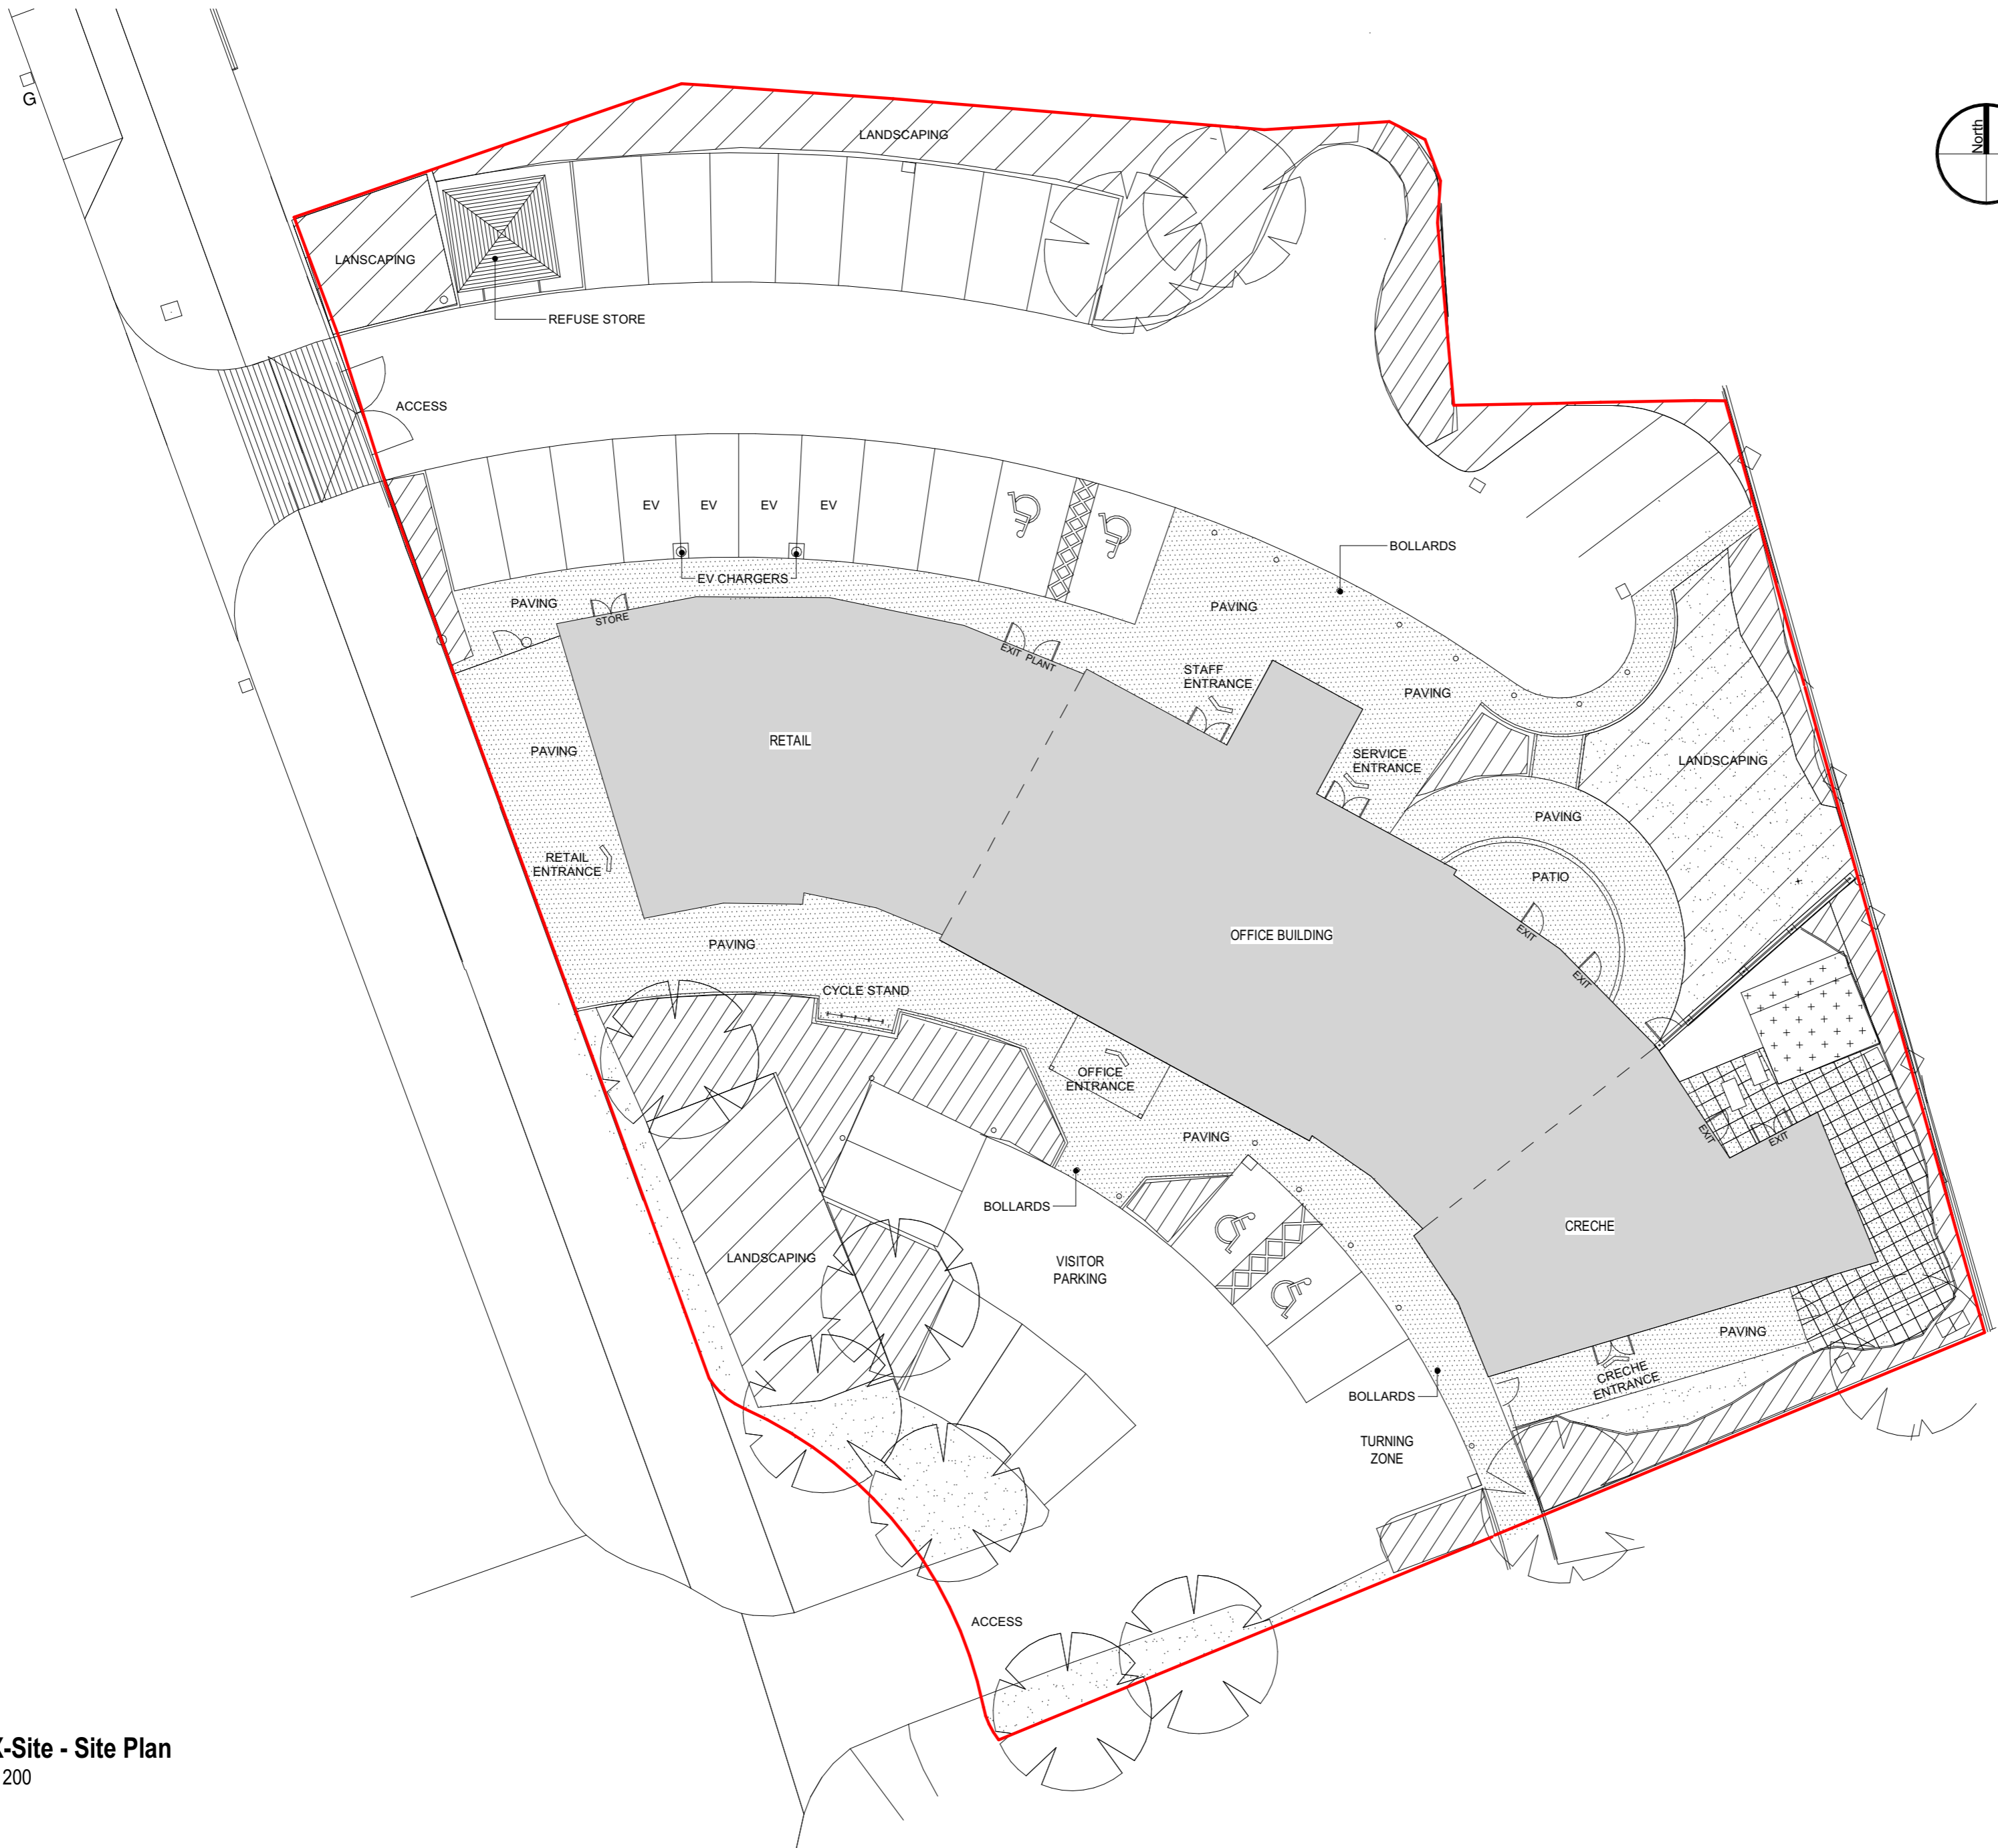 G
North
LANDSCAPING
LANSCAPING
REFUSE STORE
ACCESS
EV
EV
EV
EV
BOLLARDS
EV CHARGERS
PAVING
PAVING
STORE
EXIT
PLANT
STAFF
ENTRANCE
PAVING
RETAIL
PAVING
SERVICE
ENTRANCE
LANDSCAPING
PAVING
RETAIL
ENTRANCE
PATIO
OFFICE BUILDING
EXIT
PAVING
EXIT
CYCLE STAND
OFFICE
ENTRANCE
PAVING
EXIT
EXIT
BOLLARDS
CRECHE
LANDSCAPING
VISITOR
PARKING
PAVING
CRECHE
ENTRANCE
BOLLARDS
TURNING
ZONE
ACCESS
-Site - Site Plan
200